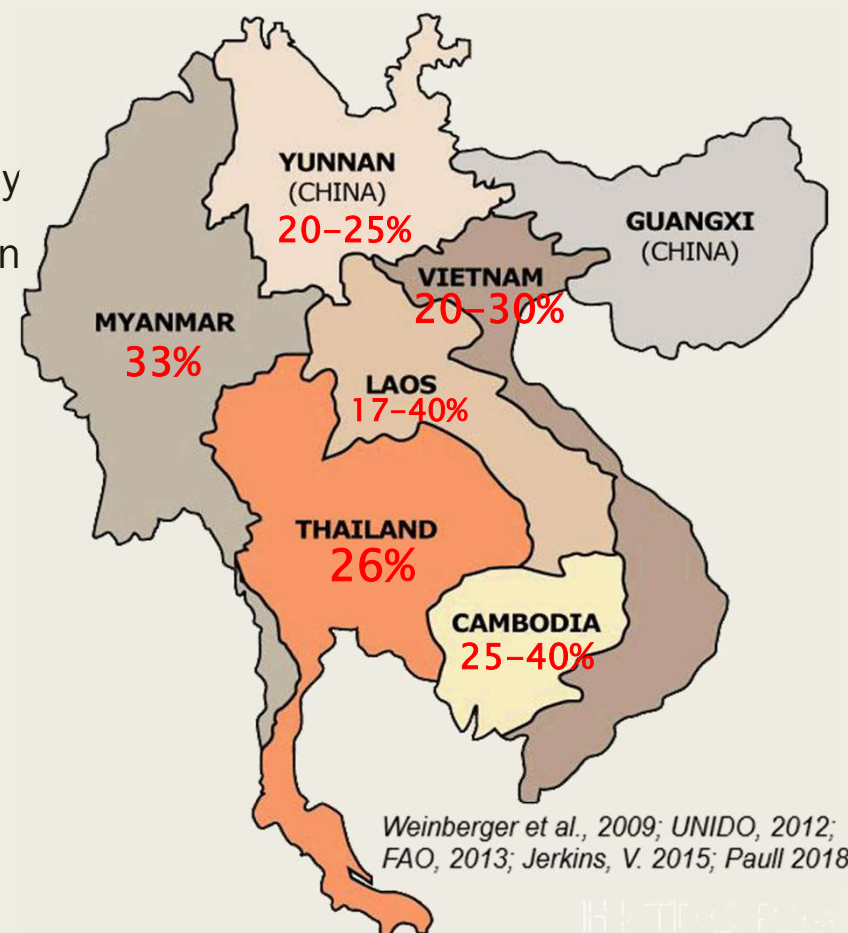 y
n
YUNNAN
(CHINA)
20-25%
GUANGXI
(CHINA)
VIETNAM
20-30%
MYANMAR
33%
LAOS
17-40%
THAILAND
26%
CAMBODIA
25-40%
Weinberger et al., 2009; UNIDO, 2012;
FAO, 2013; Jerkins, V. 2015; Paull 2018